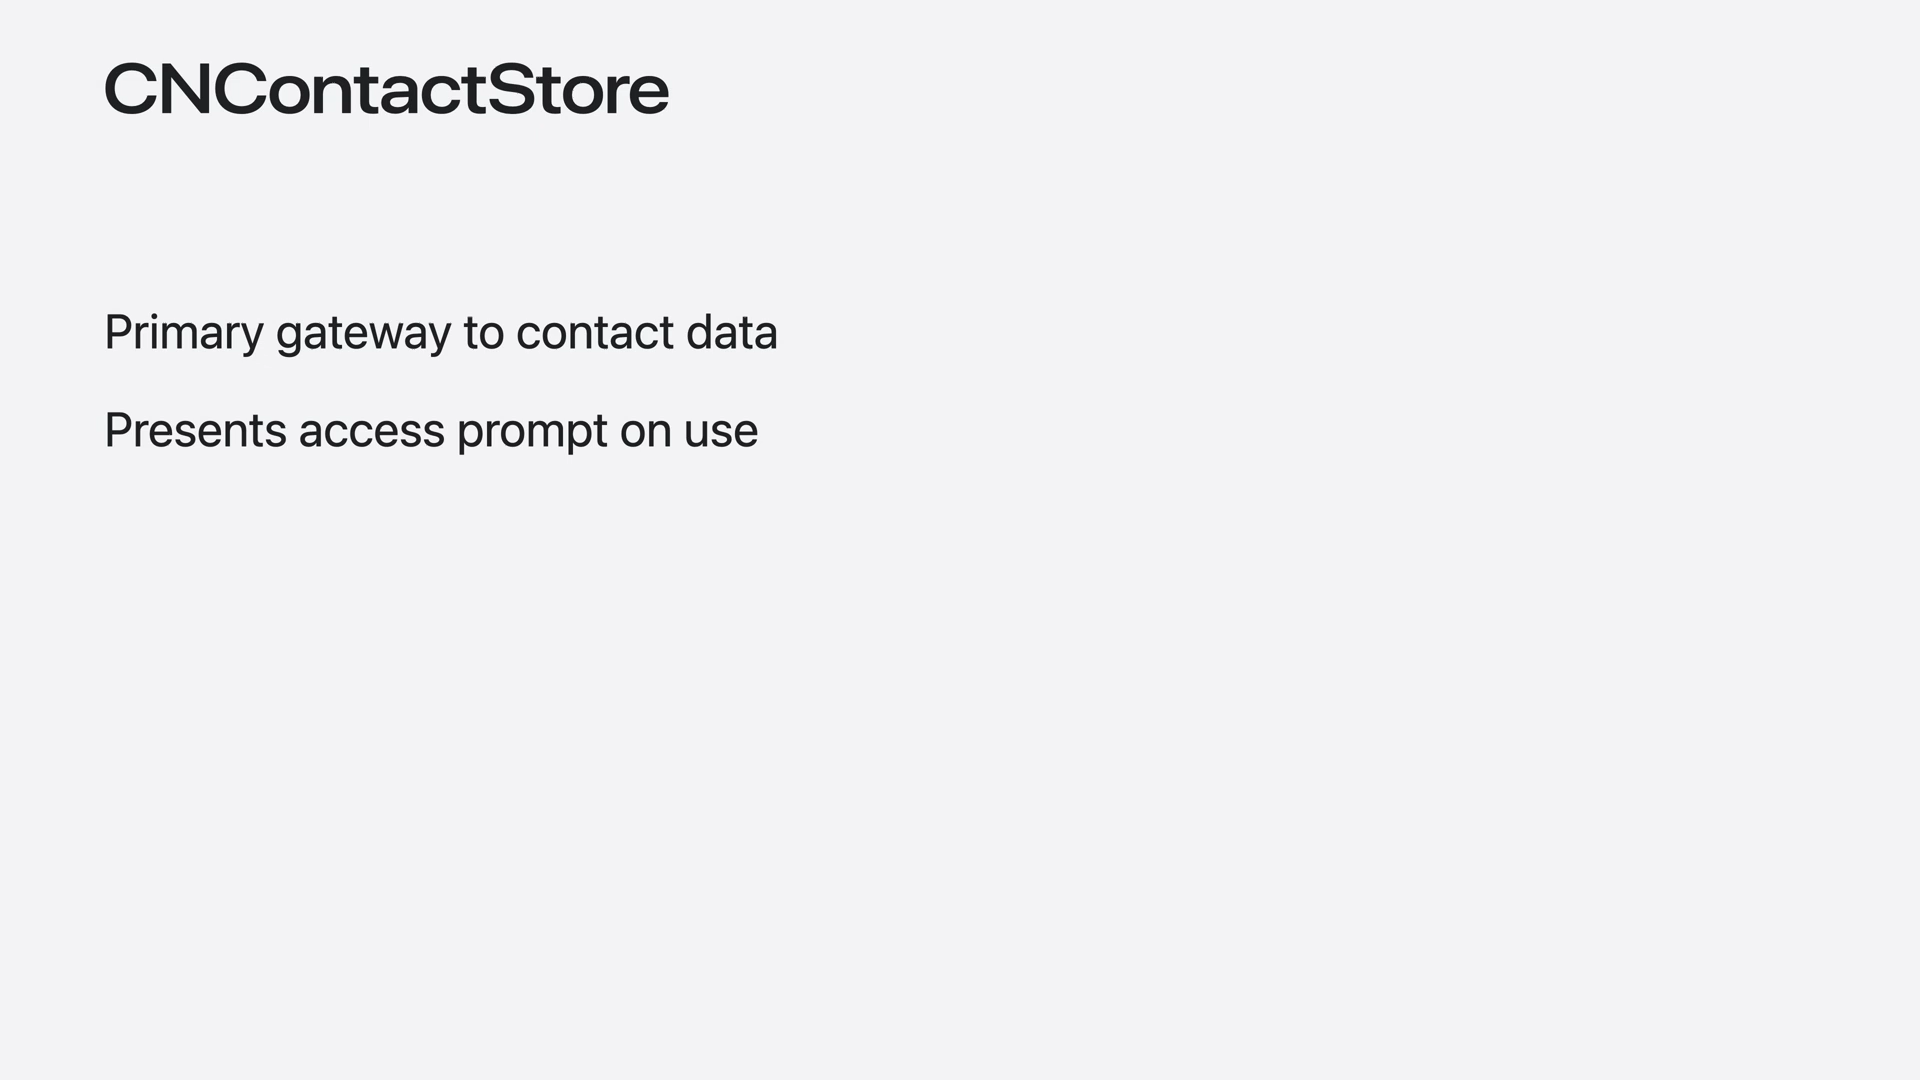 CNContactStore
Primary gateway to contact data
Presents access prompt on use